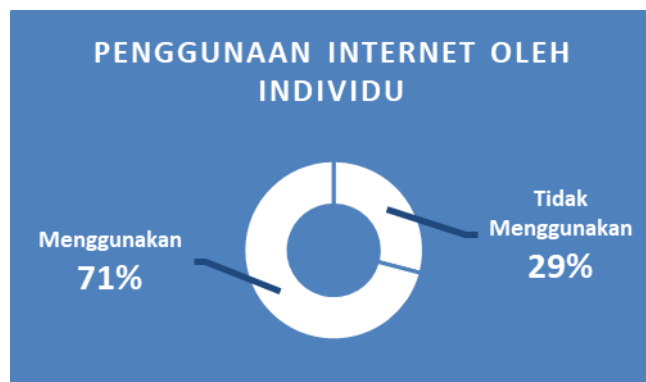 PENGGUNAAN INTERNET OLEH
INDIVIDU
Tidak
Menggunakan
29%
Menggunakan
71%